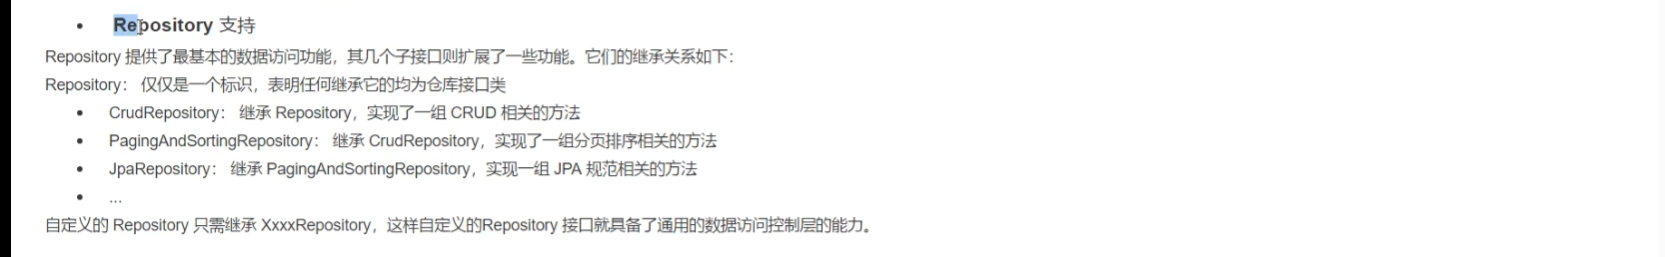 • Repository 支持
Repository 提供了最基本的数据访问功能，其几个子接口则扩展了一些功能。它们的继承关系如下：
Repository： 仅仅是一个标识，表明任何继承它的均为仓库接口类
• CrudRepository： 继承 Repository，实现了一组 CRUD 相关的方法
• PagingAndSortingRepository： 继承 CrudRepository，实现了一组分页排序相关的方法
• JpaRepository： 继承 PagingAndSortingRepository，实现一组 JPA 规范相关的方法
• ...
自定义的 Repository 只需继承 XxxxRepository，这样自定义的Repository 接口就具备了通用的数据访问控制层的能力。